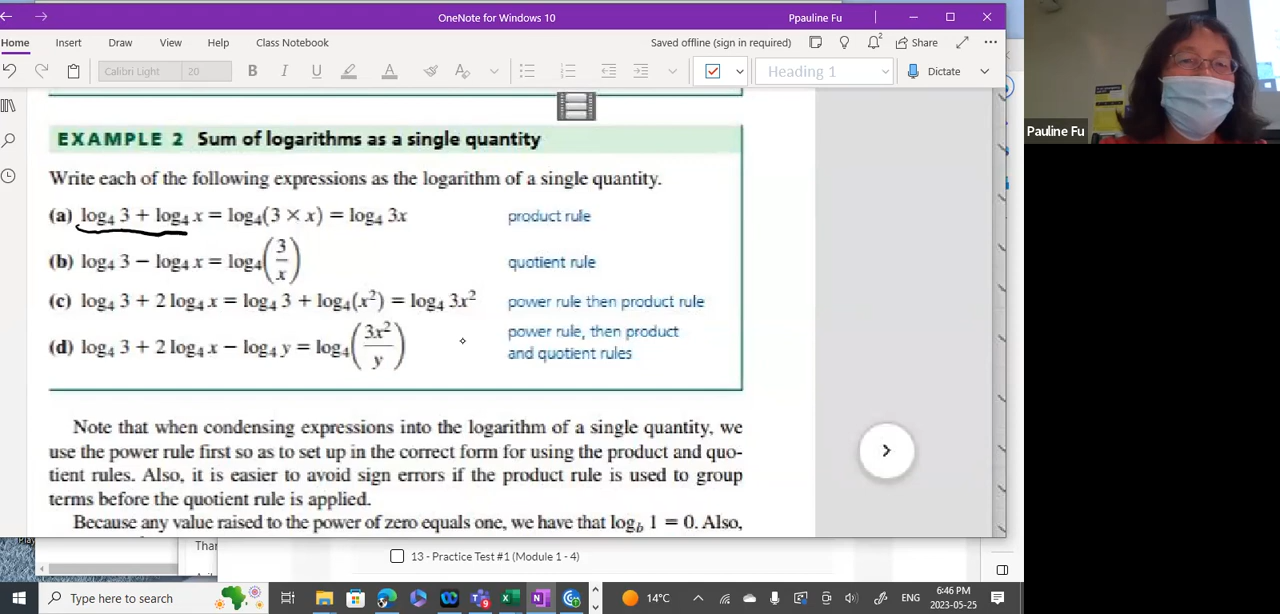 OneNote for Windows 10
Ppauline Fu
Home Insert Draw View Help Class Notebook
Saved offline (sign in required)
Share
Calibri Light 20
B I U A
Heading 1
Dictate
Pauline Fu
EXAMPLE 2 Sum of logarithms as a single quantity
Write each of the following expressions as the logarithm of a single quantity.
(a) log₄ 3 + log₄ x = log₄(3 × x) = log₄ 3x product rule
(b) log₄ 3 − log₄ x = log₄(3/x) quotient rule
(c) log₄ 3 + 2 log₄ x = log₄ 3 + log₄(x²) = log₄ 3x² power rule then product rule
(d) log₄ 3 + 2 log₄ x − log₄ y = log₄(3x²/y) power rule, then product
and quotient rules
Note that when condensing expressions into the logarithm of a single quantity, we
use the power rule first so as to set up in the correct form for using the product and quo-
tient rules. Also, it is easier to avoid sign errors if the product rule is used to group
terms before the quotient rule is applied.
Because any value raised to the power of zero equals one, we have that log_b 1 = 0. Also,
13 - Practice Test #1 (Module 1 - 4)
Type here to search
14°C
ENG
6:46 PM
2023-05-25